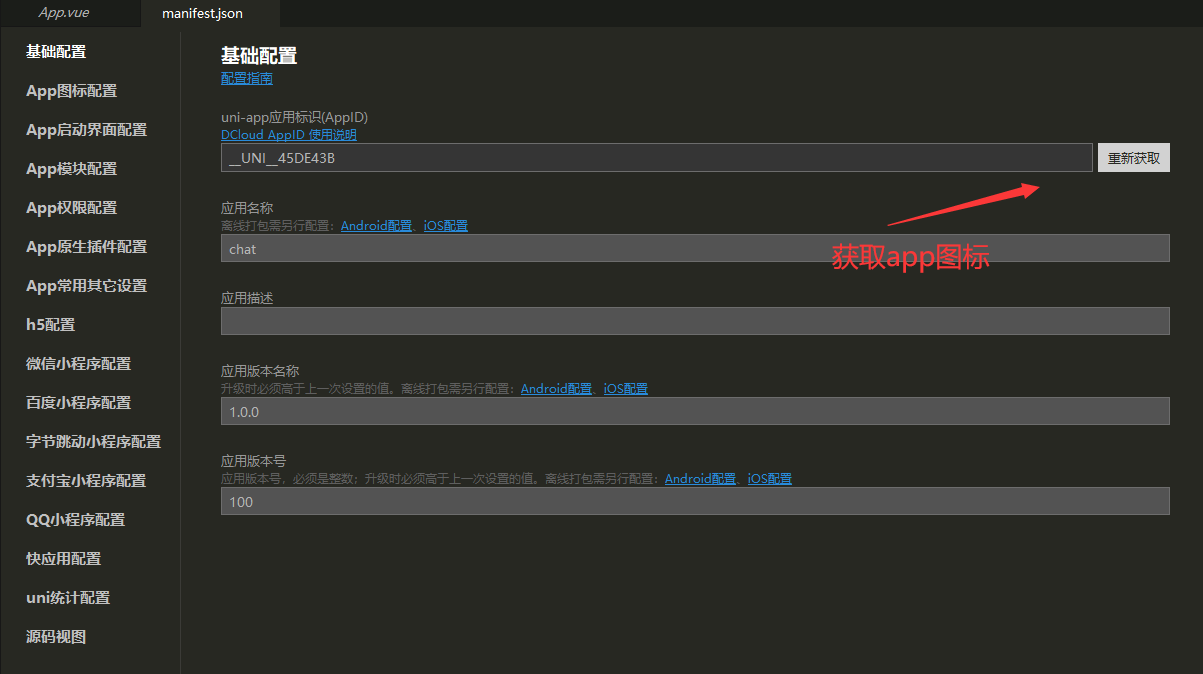 App.vue
manifest.json
基础配置
App图标配置
App启动界面配置
App模块配置
App权限配置
App原生插件配置
App常用其它设置
h5配置
微信小程序配置
百度小程序配置
字节跳动小程序配置
支付宝小程序配置
QQ小程序配置
快应用配置
uni统计配置
源码视图
基础配置
配置指南
uni-app应用标识(AppID)
DCloud AppID 使用说明
__UNI__45DE43B
重新获取
应用名称
离线打包需另行配置：Android配置、iOS配置
chat
获取app图标
应用描述
应用版本名称
升级时必须高于上一次设置的值。离线打包需另行配置：Android配置、iOS配置
1.0.0
应用版本号
应用版本号，必须是整数；升级时必须高于上一次设置的值。离线打包需另行配置：Android配置、iOS配置
100